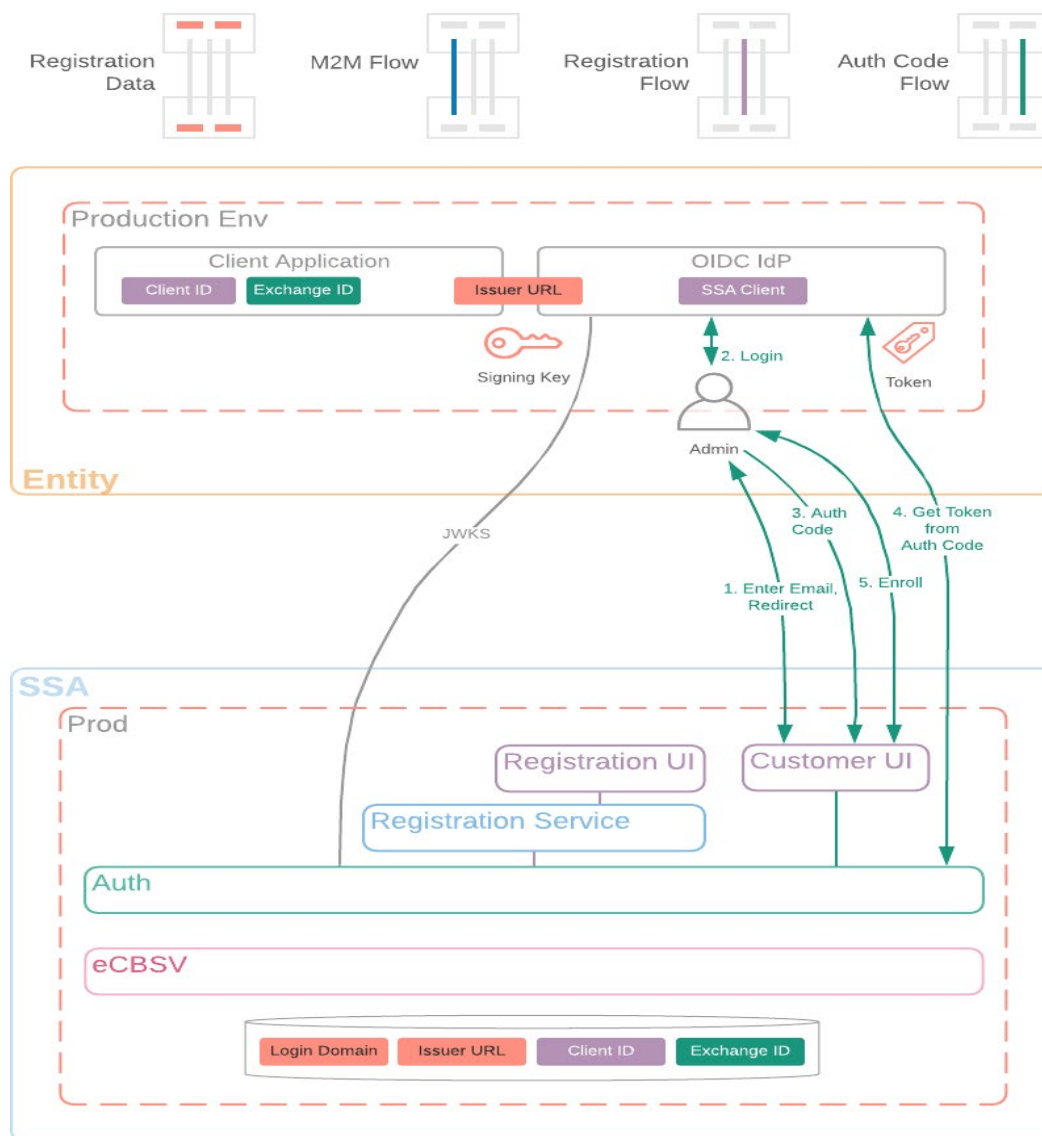 Registration
Data
M2M Flow
Registration
Flow
Auth Code
Flow
Production Env
Client Application
OIDC IdP
Client ID
Exchange ID
Issuer URL
SSA Client
Signing Key
2. Login
Token
Admin
Entity
JWKS
3. Auth
Code
4. Get Token
from
Auth Code
1. Enter Email,
Redirect
5. Enroll
SSA
Prod
Registration UI
Customer UI
Registration Service
Auth
eCBSV
Login Domain
Issuer URL
Client ID
Exchange ID